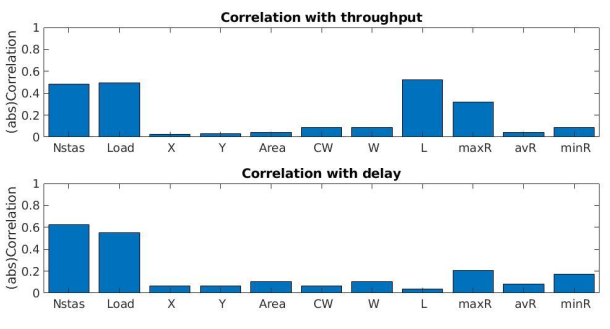 Correlation with throughput
(abs)Correlation
1
0.8
0.6
0.4
0.2
0
Nstas Load X Y Area CW W L maxR avR minR
Correlation with delay
(abs)Correlation
1
0.8
0.6
0.4
0.2
0
Nstas Load X Y Area CW W L maxR avR minR